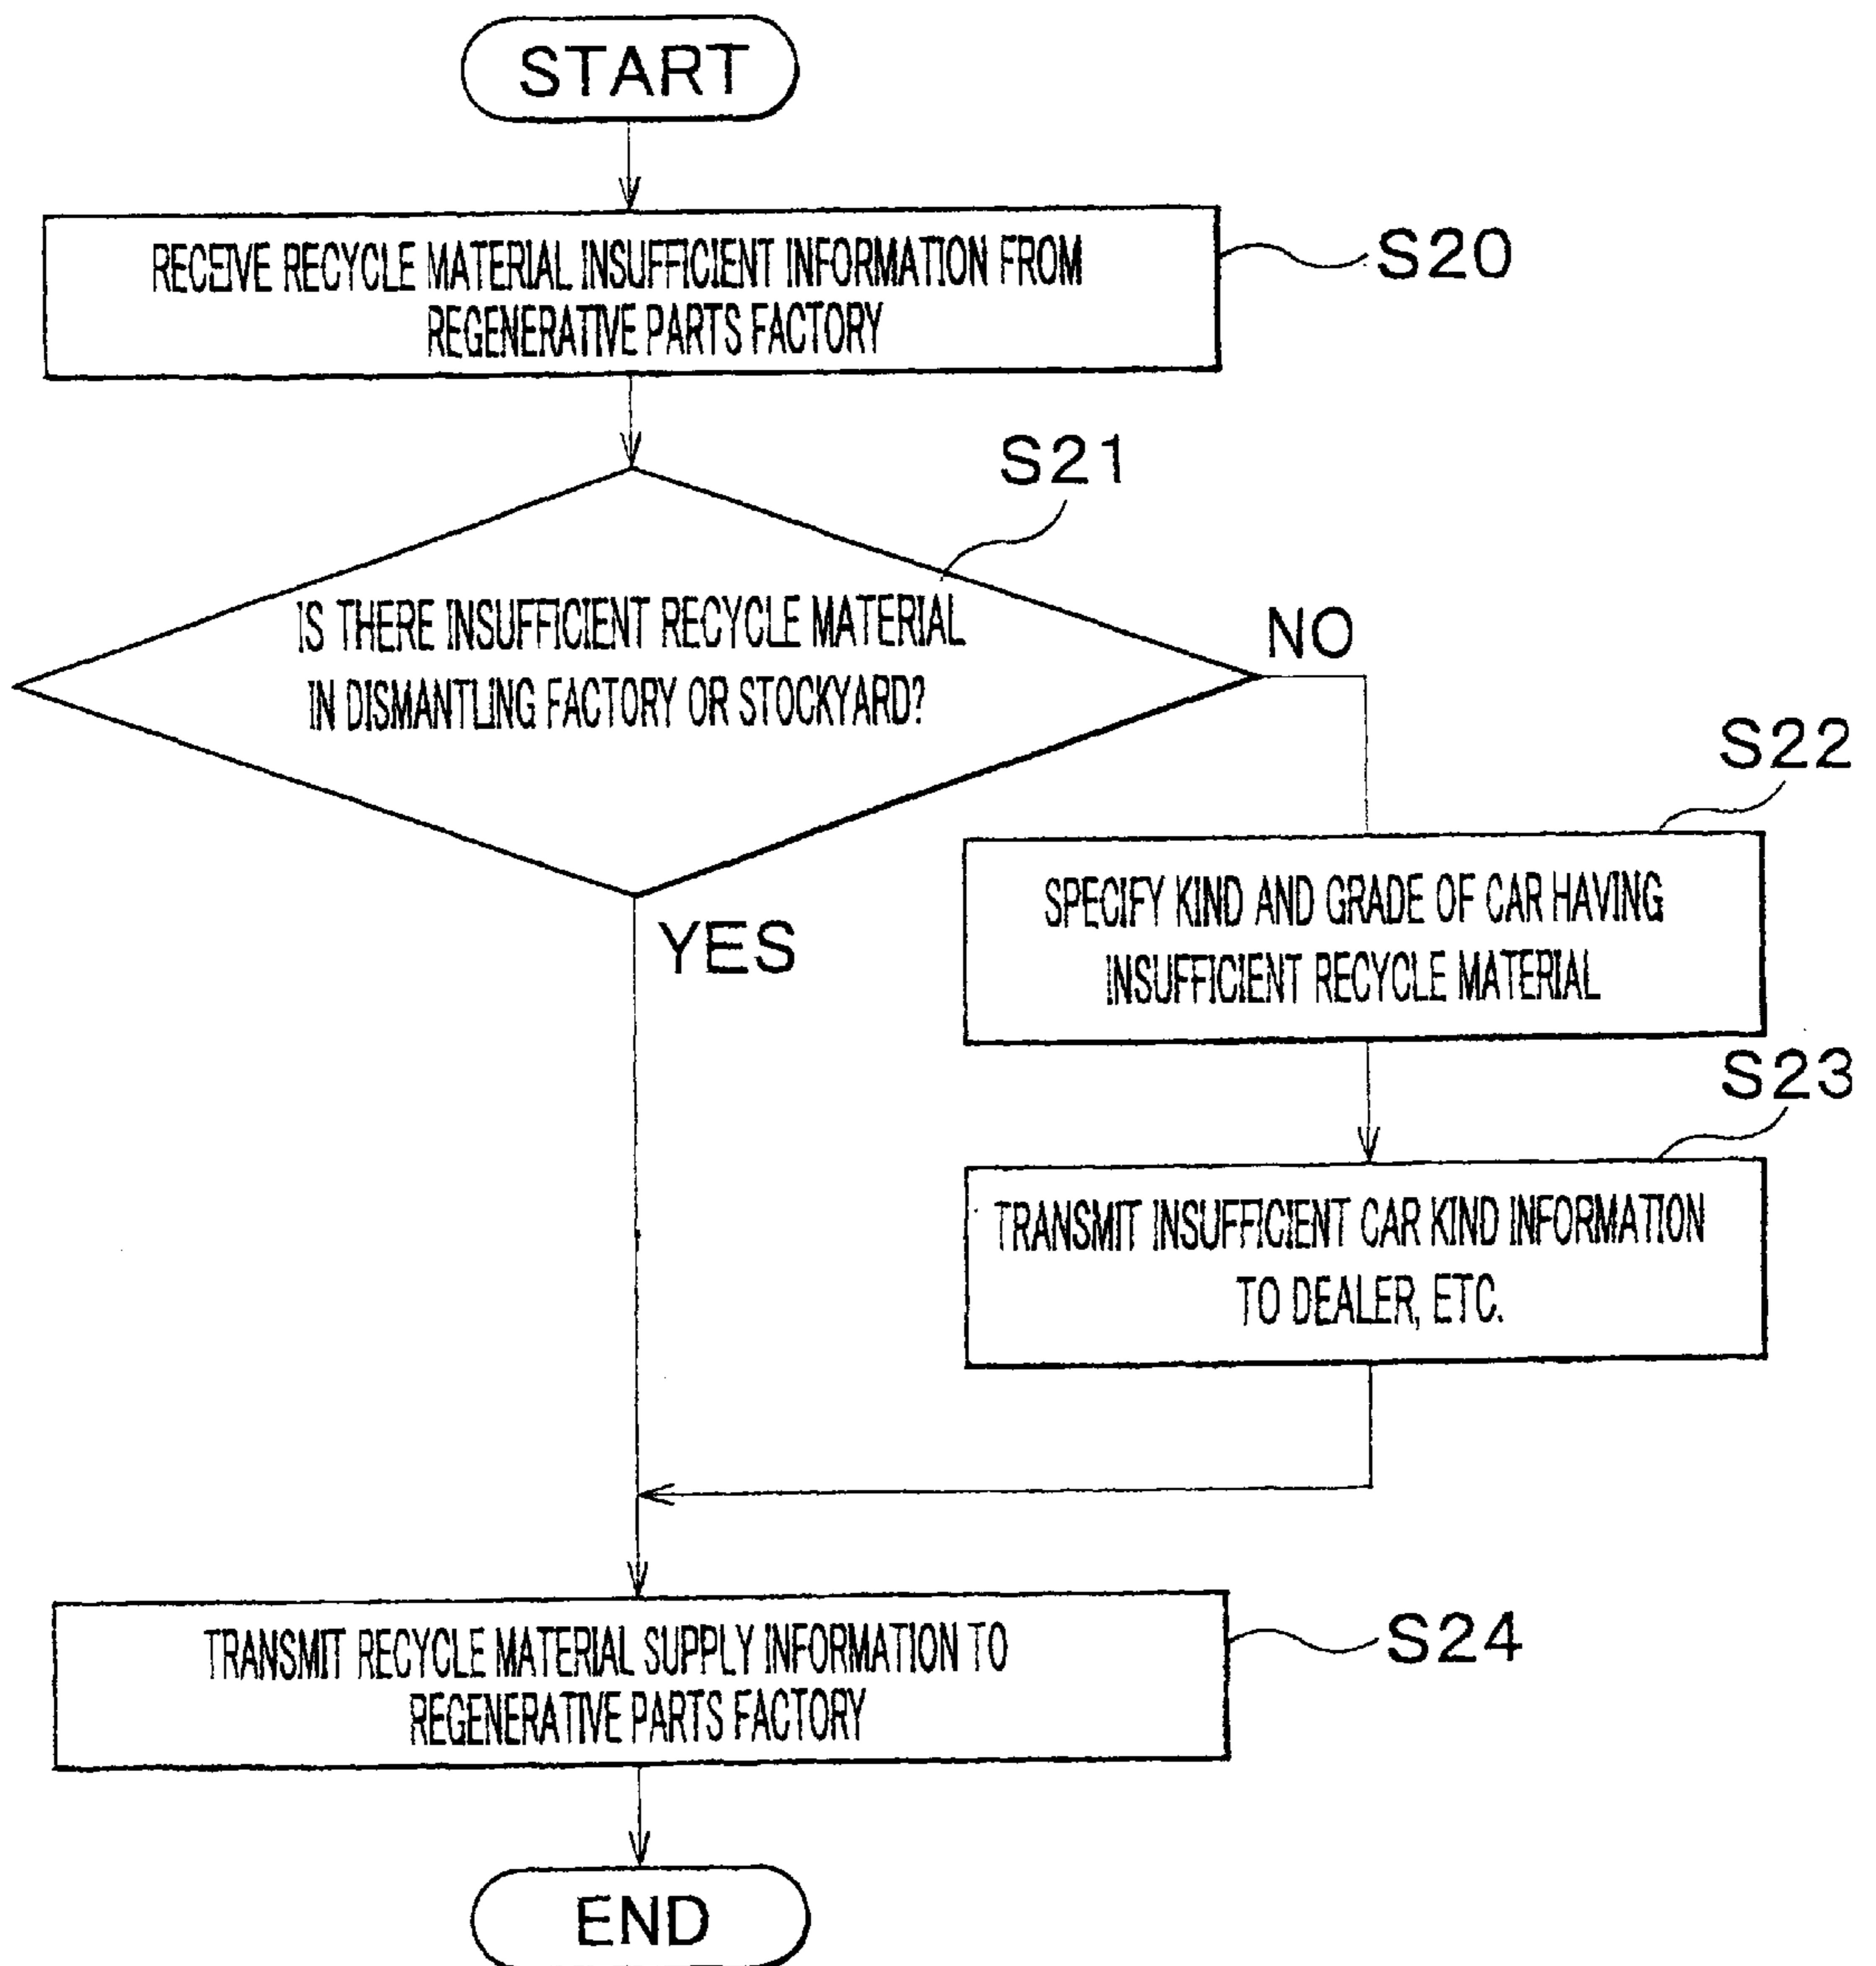 START
RECEIVE RECYCLE MATERIAL INSUFFICIENT INFORMATION FROM
REGENERATIVE PARTS FACTORY
S20
S21
IS THERE INSUFFICIENT RECYCLE MATERIAL
IN DISMANTLING FACTORY OR STOCKYARD?
NO
YES
S22
SPECIFY KIND AND GRADE OF CAR HAVING
INSUFFICIENT RECYCLE MATERIAL
S23
TRANSMIT INSUFFICIENT CAR KIND INFORMATION
TO DEALER, ETC.
TRANSMIT RECYCLE MATERIAL SUPPLY INFORMATION TO
REGENERATIVE PARTS FACTORY
S24
END